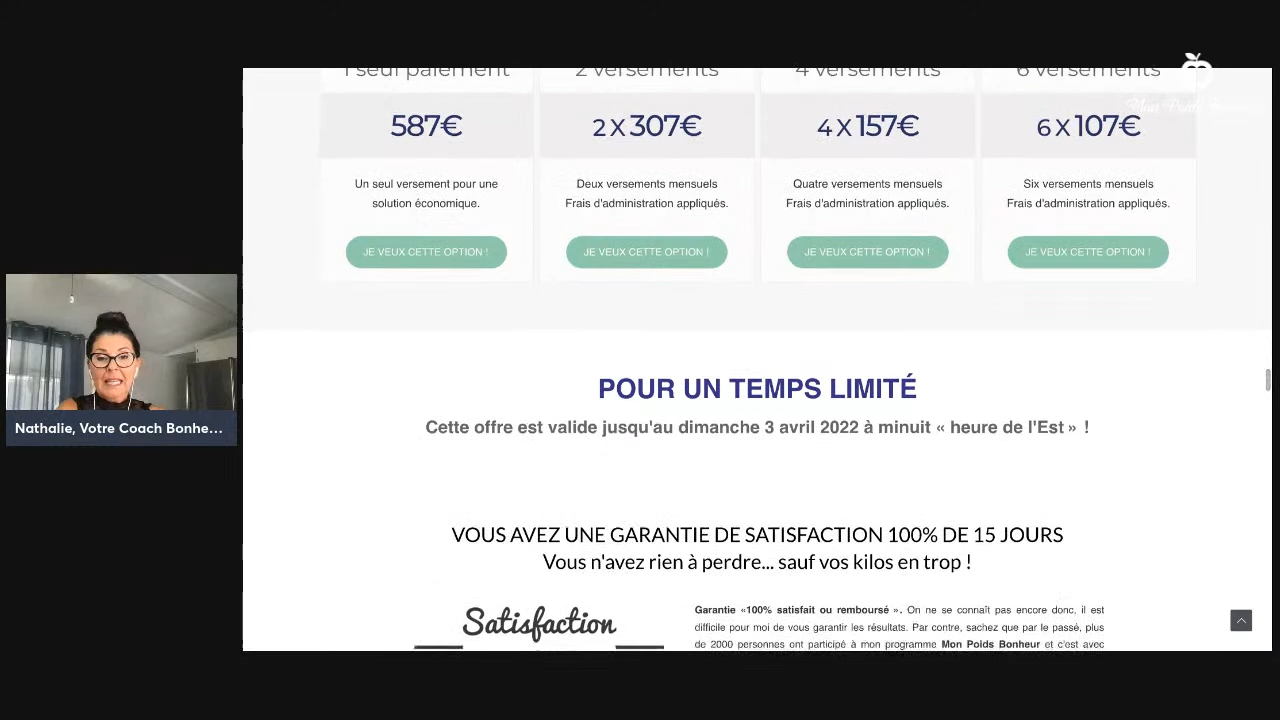 1 seul paiement
2 versements
4 versements
6 versements
587€
2 X 307€
4 X 157€
6 X 107€
Un seul versement pour une
solution économique.
Deux versements mensuels
Frais d'administration appliqués.
Quatre versements mensuels
Frais d'administration appliqués.
Six versements mensuels
Frais d'administration appliqués.
JE VEUX CETTE OPTION !
JE VEUX CETTE OPTION !
JE VEUX CETTE OPTION !
JE VEUX CETTE OPTION !
Nathalie, Votre Coach Bonhe...
POUR UN TEMPS LIMITÉ
Cette offre est valide jusqu'au dimanche 3 avril 2022 à minuit « heure de l'Est » !
VOUS AVEZ UNE GARANTIE DE SATISFACTION 100% DE 15 JOURS
Vous n'avez rien à perdre... sauf vos kilos en trop !
Satisfaction
Garantie «100% satisfait ou remboursé ». On ne se connaît pas encore donc, il est
difficile pour moi de vous garantir les résultats. Par contre, sachez que par le passé, plus
de 2000 personnes ont participé à mon programme Mon Poids Bonheur et c'est avec